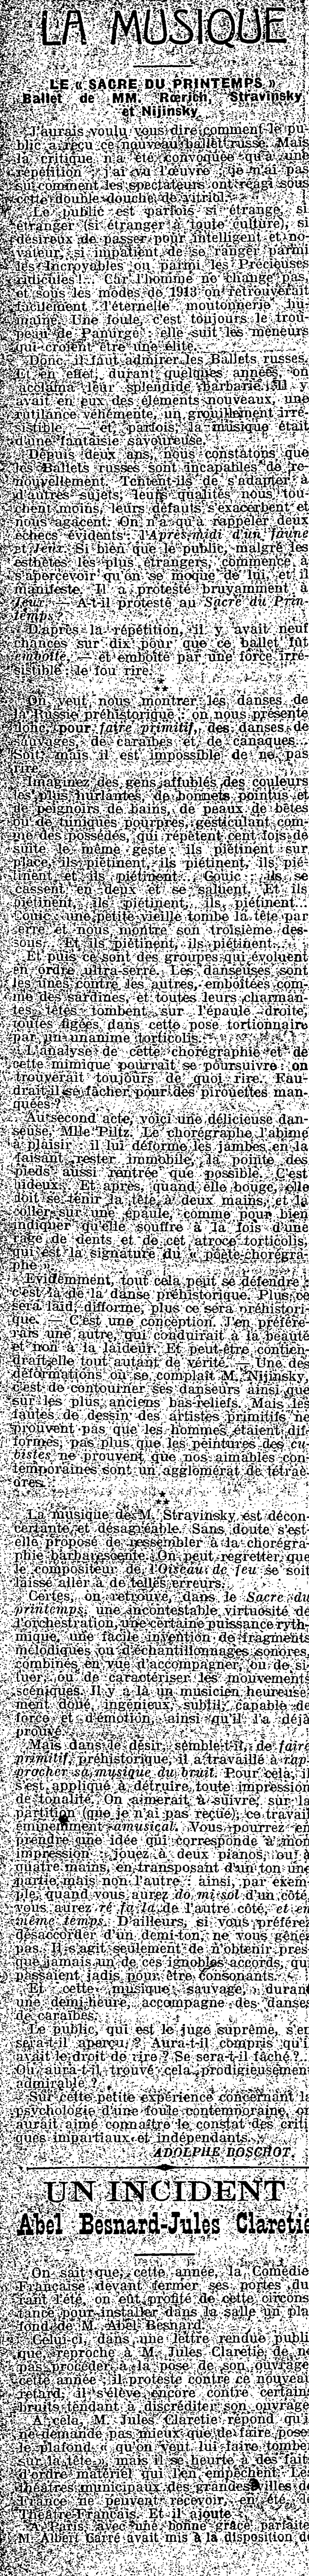 LA MUSIQUE
LE « SACRE DU PRINTEMPS »
Ballet de MM. Rœrich, Stravinsky
et Nijinsky
J'aurais voulu vous dire comment le pu-
blic a reçu ce nouveau ballet russe. Mais
la critique n'a été convoquée qu'à une
répétition : j'ai vu l'œuvre : je n'ai pas
su comment les spectateurs ont réagi sous
cette double douche de vitriol.
Le public est parfois si étrange, si
étranger (si étranger à toute culture), si
désireux de passer pour intelligent et no-
vateur, si impatient de se ranger parmi
les Incroyables ou parmi les Précieuses
ridicules !... Car l'homme ne change pas,
et sous les modes de 1913 on retrouverait
facilement l'éternelle moutonnerie hu-
maine. Une foule, c'est toujours le trou-
peau de Panurge : elle suit les meneurs
qui croient être une élite.
Donc, il faut admirer les Ballets russes.
Et en effet, durant quelques années, on
acclama leur splendide barbarie. Il y
avait en eux des éléments nouveaux, une
rutilance véhémente, un grouillement irré-
sistible, — et parfois, la musique était
d'une fantaisie savoureuse.
Depuis deux ans, nous constatons que
les Ballets russes sont incapables de re-
nouvellement. Tentent-ils de s'adapter à
d'autres sujets, leurs qualités nous tou-
chent moins, leurs défauts s'exacerbent et
nous agacent. On n'a qu'à rappeler deux
échecs évidents : l'Après-midi d'un faune
et Jeux. Si bien que le public, malgré les
esthètes les plus étrangers, commence à
s'apercevoir qu'on se moque de lui, et il
manifeste. Il a protesté bruyamment à
Jeux. — A-t-il protesté au Sacre du Prin-
temps ?
D'après la répétition, il y avait neuf
chances sur dix pour que ce ballet fût
emboîté, — et emboîté par une force irré-
sistible : le fou rire...
On veut nous montrer les danses de
la Russie préhistorique : on nous présente
donc, pour faire primitif, des danses de
sauvages, de caraïbes et de canaques...
Soit, mais il est impossible de ne pas
rire.
Imaginez des gens affublés des couleurs
les plus hurlantes, de bonnets pointus et
de peignoirs de bains, de peaux de bêtes
ou de tuniques pourpres, gesticulant com-
me des possédés, qui répètent cent fois de
suite le même geste : ils piétinent sur
place, ils piétinent, ils piétinent, ils pié-
tinent et ils piétinent... Couic : ils se
cassent en deux et se saluent. Et ils
piétinent, ils piétinent, ils piétinent...
Couic : une petite vieille tombe la tête par
terre et nous montre son troisième des-
sous... Et ils piétinent, ils piétinent...
Et puis ce sont des groupes qui évoluent
en ordre ultra-serré. Les danseuses sont
les unes contre les autres, emboîtées com-
me des sardines, et toutes leurs charman-
tes têtes tombent sur l'épaule droite,
toutes figées dans cette pose tortionnaire
par un unanime torticolis.
L'analyse de cette chorégraphie et de
cette mimique pourrait se poursuivre : on
trouverait toujours de quoi rire. Fau-
drait-il se fâcher pour des pirouettes man-
quées ?
Au second acte, voici une délicieuse dan-
seuse, Mlle Piltz. Le chorégraphe l'abîme
à plaisir : il lui déforme les jambes en la
faisant rester immobile, la pointe des
pieds aussi rentrée que possible. C'est
hideux. Et après, quand elle bouge, elle
doit se tenir la tête à deux mains, et la
coller sur une épaule, comme pour bien
indiquer qu'elle souffre à la fois d'une
rage de dents et de cet atroce torticolis,
qui est la signature du « poète-chorégra-
phe ».
Evidemment, tout cela peut se défendre :
c'est là de la danse préhistorique. Plus ce
sera laid, difforme, plus ce sera préhistori-
que. — C'est une conception. J'en préfére-
rais une autre, qui conduirait à la beauté
et non à la laideur. Et peut-être contien-
drait-elle tout autant de vérité. — Une des
déformations où se complaît M. Nijinsky,
c'est de contourner ses danseurs ainsi que
sur les plus anciens bas-reliefs. Mais les
fautes de dessin des artistes primitifs ne
prouvent pas que les hommes étaient dif-
formes, pas plus que les peintures des cu-
bistes ne prouvent que nos aimables con-
temporaines sont un agglomérat de tétraè-
dres...
La musique de M. Stravinsky est décon-
certante et désagréable. Sans doute s'est-
elle proposé de ressembler à la chorégra-
phie barbarescente. On peut regretter que
le compositeur de l'Oiseau de feu se soit
laissé aller à de telles erreurs.
Certes, on retrouve, dans le Sacre du
printemps, une incontestable virtuosité de
l'orchestration, une certaine puissance ryth-
mique, une facile invention de fragments
mélodiques ou d'échantillonnages sonores,
combinés en vue d'accompagner, ou de si-
tuer, ou de caractériser les mouvements
scéniques. Il y a là un musicien heureuse-
ment doué, ingénieux, subtil, capable de
force et d'émotion, ainsi qu'il l'a déjà
prouvé.
Mais dans le désir, semble-t-il, de faire
primitif, préhistorique, il a travaillé à rap-
procher sa musique du bruit. Pour cela, il
s'est appliqué à détruire toute impression
de tonalité. On aimerait à suivre, sur la
partition (que je n'ai pas reçue), ce travail
éminemment amusical. Vous pourrez en
prendre une idée qui corresponde à mon
impression : jouez à deux pianos, ou à
quatre mains, en transposant d'un ton une
partie, mais non l'autre : ainsi, par exem-
ple, quand vous aurez do mi sol d'un côté,
vous aurez ré fa la de l'autre côté, et en
même temps. D'ailleurs, si vous préférez
désaccorder d'un demi-ton, ne vous gênez
pas. Il s'agit seulement de n'obtenir pres-
que jamais un de ces ignobles accords, qui
passaient jadis pour être consonants.
Et cette musique sauvage, durant
une demi-heure, accompagne des danses
de caraïbes.
Le public, qui est le juge suprême, s'en
sera-t-il aperçu ? Aura-t-il compris qu'il
avait le droit de rire ? Se sera-t-il fâché ?...
Ou aura-t-il trouvé cela prodigieusement
admirable ?
Sur cette petite expérience concernant la
psychologie d'une foule contemporaine, on
aurait aimé connaître le constat des criti-
ques impartiaux et indépendants.
ADOLPHE BOSCHOT.
UN INCIDENT
Abel Besnard-Jules Claretie
On sait que, cette année, la Comédie
Française devant fermer ses portes du
rant l'été, on eût profité de cette circons
tance pour installer dans la salle un pla
fond de M. Abel Besnard.
Celui-ci, dans une lettre rendue publi
que, reproche à M. Jules Claretie de ne
pas procéder à la pose de son ouvrage
cette année : il proteste contre ce nouveau
retard, il s'élève encore contre certains
bruits tendant à discréditer son ouvrage
A cela, M. Jules Claretie répond qu'il
ne demande pas mieux que de faire poser
le plafond « qu'on veut lui faire tomber
sur la tête », mais il se heurte à des faits
d'ordre matériel qui l'en empêchent. Les
théâtres municipaux des grandes villes de
France ne peuvent recevoir, en été, le
Théâtre-Français. Et il ajoute :
A Paris, avec une bonne grâce parfaite
M. Albert Carré avait mis à la disposition de